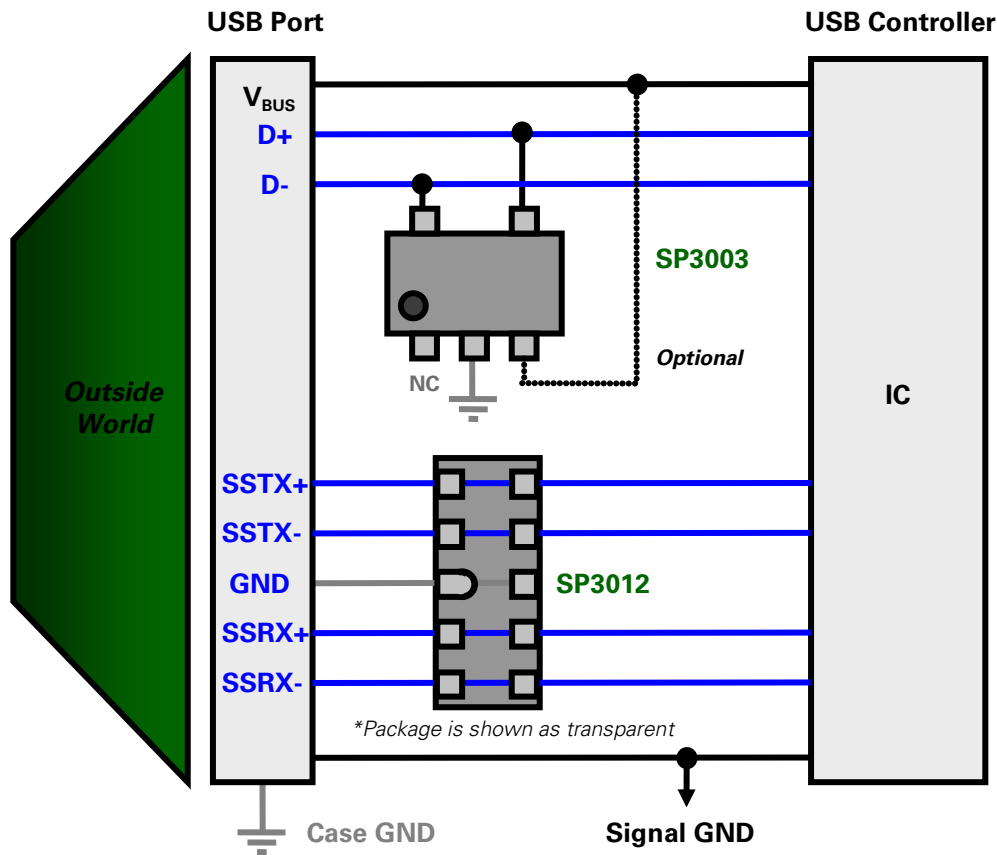 USB Port
USB Controller
VBUS
D+
D-
SP3003
Optional
NC
Outside
World
IC
SSTX+
SSTX-
GND
SP3012
SSRX+
SSRX-
*Package is shown as transparent
Case GND
Signal GND